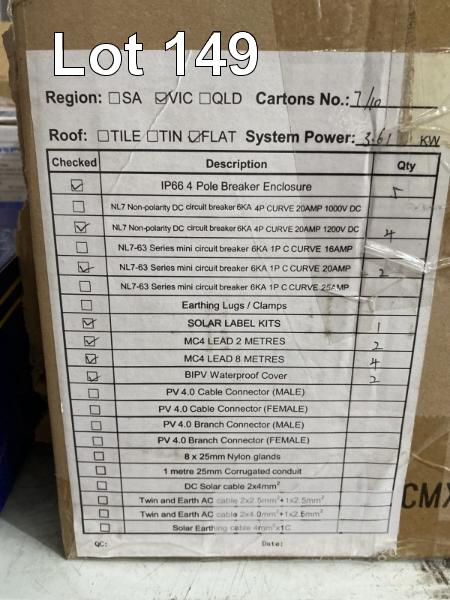 Lot 149
Region: ☐SA ☑VIC ☐QLD Cartons No.: 7/10
Roof: ☐TILE ☐TIN ☑FLAT System Power: 3.61 KW
Checked Description Qty
☑ IP66 4 Pole Breaker Enclosure
☐ NL7 Non-polarity DC circuit breaker 6KA 4P CURVE 20AMP 1000V DC
☑ NL7 Non-polarity DC circuit breaker 6KA 4P CURVE 20AMP 1200V DC 4
☐ NL7-63 Series mini circuit breaker 6KA 1P C CURVE 16AMP
☑ NL7-63 Series mini circuit breaker 6KA 1P C CURVE 20AMP 2
☐ NL7-63 Series mini circuit breaker 6KA 1P C CURVE 25AMP
☐ Earthing Lugs / Clamps
☑ SOLAR LABEL KITS 1
☑ MC4 LEAD 2 METRES 2
☑ MC4 LEAD 8 METRES 4
☑ BIPV Waterproof Cover 2
☐ PV 4.0 Cable Connector (MALE)
☐ PV 4.0 Cable Connector (FEMALE)
☐ PV 4.0 Branch Connector (MALE)
☐ PV 4.0 Branch Connector (FEMALE)
☐ 8 x 25mm Nylon glands
☐ 1 metre 25mm Corrugated conduit
☐ DC Solar cable 2x4mm²
☐ Twin and Earth AC cable 2x2.5mm²+1x2.5mm²
☐ Twin and Earth AC cable 2x4.0mm²+1x2.5mm²
☐ Solar Earthing cable 4mm²x1C
QC: Date:
CMX